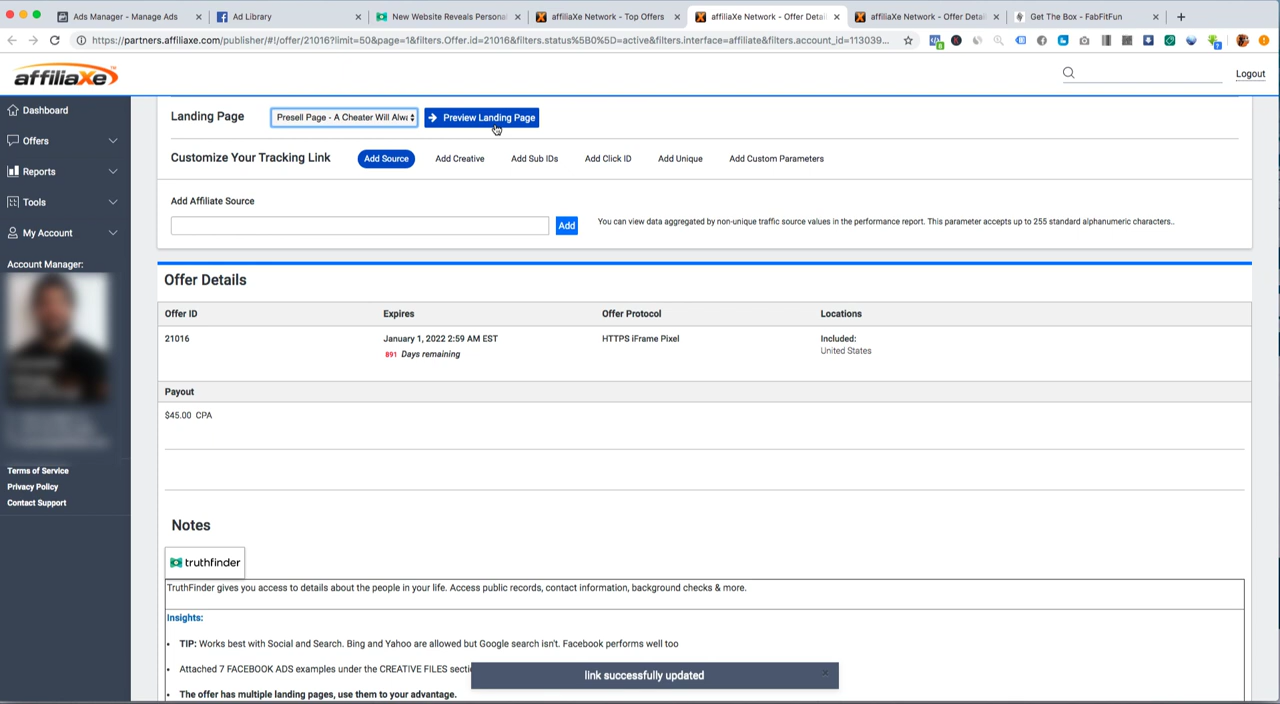 Ads Manager - Manage Ads
Ad Library
New Website Reveals Persona
affiliaXe Network - Top Offers
affiliaXe Network - Offer Detai
affiliaXe Network - Offer Detai
Get The Box - FabFitFun
https://partners.affiliaxe.com/publisher/#!/offer/21016?limit=50&page=1&filters.Offer.id=21016&filters.status%5B0%5D=active&filters.interface=affiliate&filters.account_id=113039...
affiliaXe
Logout
Dashboard
Offers
Reports
Tools
My Account
Account Manager:
Terms of Service
Privacy Policy
Contact Support
Landing Page
Presell Page - A Cheater Will Alwa
Preview Landing Page
Customize Your Tracking Link
Add Source
Add Creative
Add Sub IDs
Add Click ID
Add Unique
Add Custom Parameters
Add Affiliate Source
Add
You can view data aggregated by non-unique traffic source values in the performance report. This parameter accepts up to 255 standard alphanumeric characters..
Offer Details
Offer ID
Expires
Offer Protocol
Locations
21016
January 1, 2022 2:59 AM EST
891 Days remaining
HTTPS iFrame Pixel
Included:
United States
Payout
$45.00 CPA
Notes
truthfinder
TruthFinder gives you access to details about the people in your life. Access public records, contact information, background checks & more.
Insights:
• TIP: Works best with Social and Search. Bing and Yahoo are allowed but Google search isn't. Facebook performs well too
• Attached 7 FACEBOOK ADS examples under the CREATIVE FILES secti
link successfully updated
• The offer has multiple landing pages, use them to your advantage.